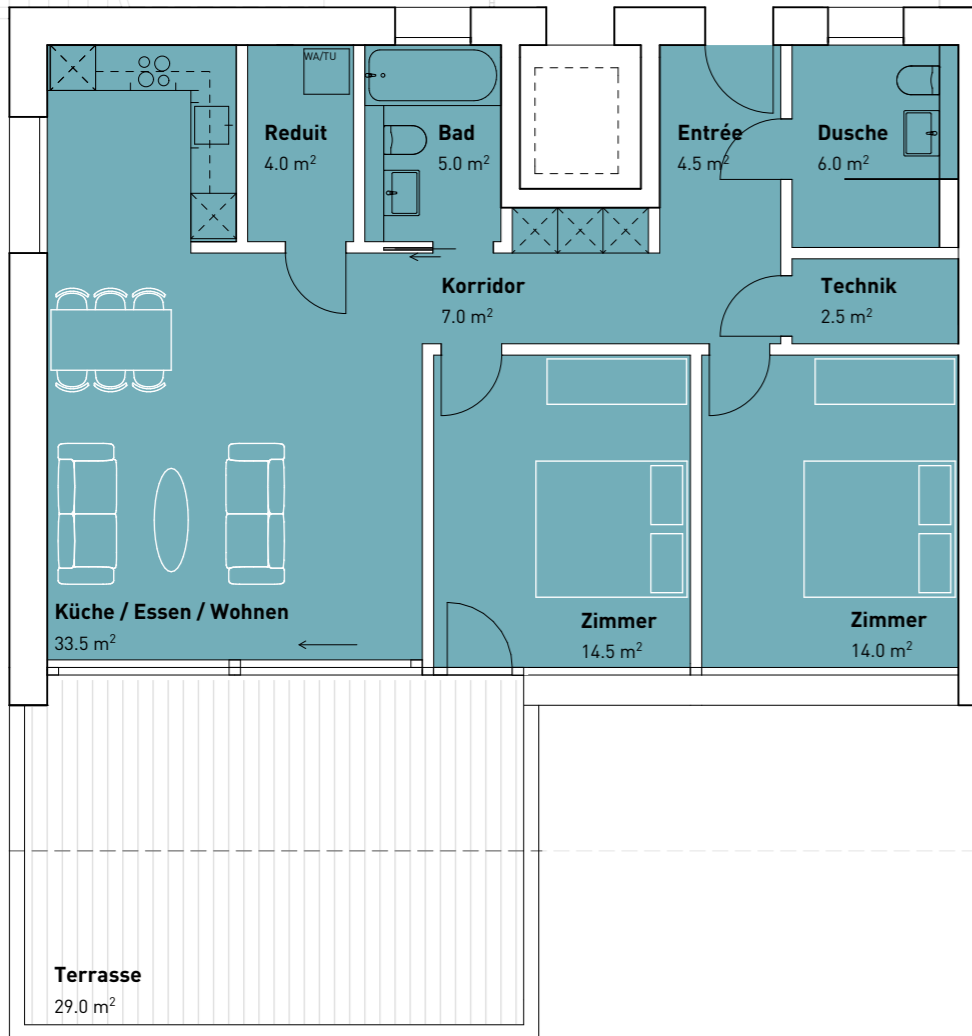 WA/TU
Reduit
4.0 m²
Bad
5.0 m²
Entrée
4.5 m²
Dusche
6.0 m²
Korridor
7.0 m²
Technik
2.5 m²
Küche / Essen / Wohnen
33.5 m²
Zimmer
14.5 m²
Zimmer
14.0 m²
Terrasse
29.0 m²